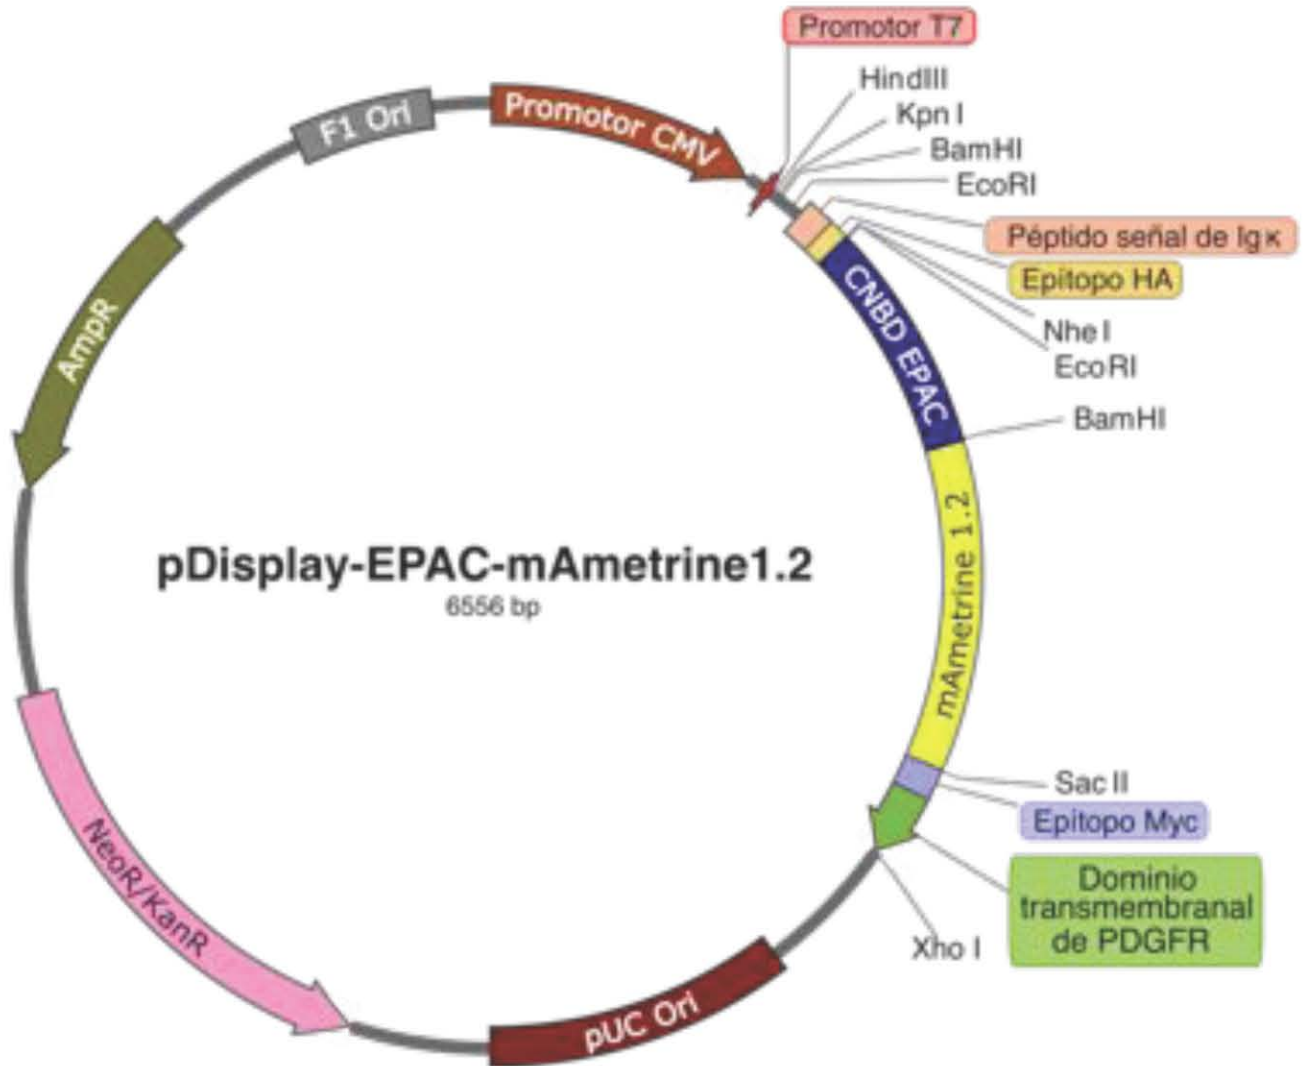 Promotor T7
HindIII
Kpn I
BamHI
EcoRI
Péptido señal de Igκ
Epítopo HA
Nhe I
EcoRI
BamHI
Sac II
Epítopo Myc
Dominio
transmembranal
de PDGFR
Xho I
Promotor CMV
CNBD EPAC
mAmetrine 1.2
pUC Ori
NeoR/KanR
AmpR
F1 Ori
pDisplay-EPAC-mAmetrine1.2
6556 bp